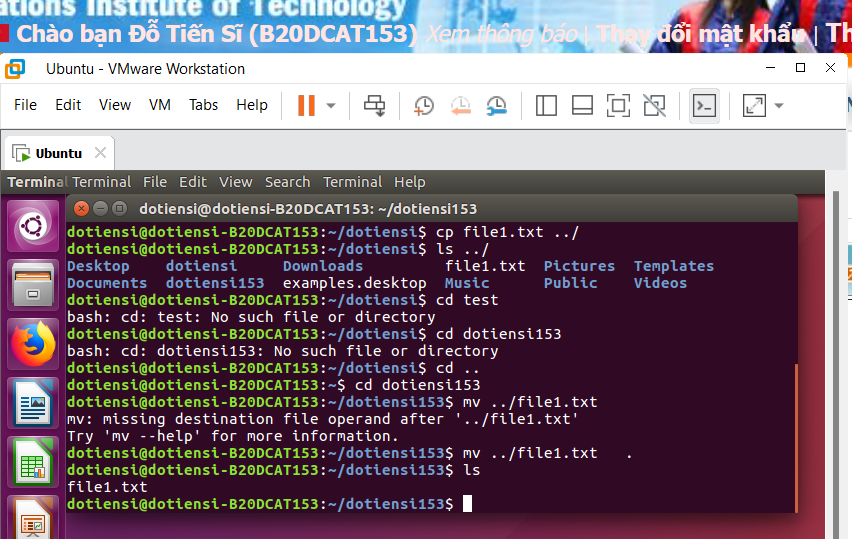 ations Institute of Technology
Chào bạn Đỗ Tiến Sĩ (B20DCAT153) Xem thông báo | Thay đổi mật khẩu | Th
Ubuntu - VMware Workstation
File Edit View VM Tabs Help
Ubuntu
Terminal Terminal File Edit View Search Terminal Help
dotiensi@dotiensi-B20DCAT153: ~/dotiensi153
dotiensi@dotiensi-B20DCAT153:~/dotiensi$ cp file1.txt ../
dotiensi@dotiensi-B20DCAT153:~/dotiensi$ ls ../
Desktop dotiensi Downloads file1.txt Pictures Templates
Documents dotiensi153 examples.desktop Music Public Videos
dotiensi@dotiensi-B20DCAT153:~/dotiensi$ cd test
bash: cd: test: No such file or directory
dotiensi@dotiensi-B20DCAT153:~/dotiensi$ cd dotiensi153
bash: cd: dotiensi153: No such file or directory
dotiensi@dotiensi-B20DCAT153:~/dotiensi$ cd ..
dotiensi@dotiensi-B20DCAT153:~$ cd dotiensi153
dotiensi@dotiensi-B20DCAT153:~/dotiensi153$ mv ../file1.txt
mv: missing destination file operand after '../file1.txt'
Try 'mv --help' for more information.
dotiensi@dotiensi-B20DCAT153:~/dotiensi153$ mv ../file1.txt .
dotiensi@dotiensi-B20DCAT153:~/dotiensi153$ ls
file1.txt
dotiensi@dotiensi-B20DCAT153:~/dotiensi153$